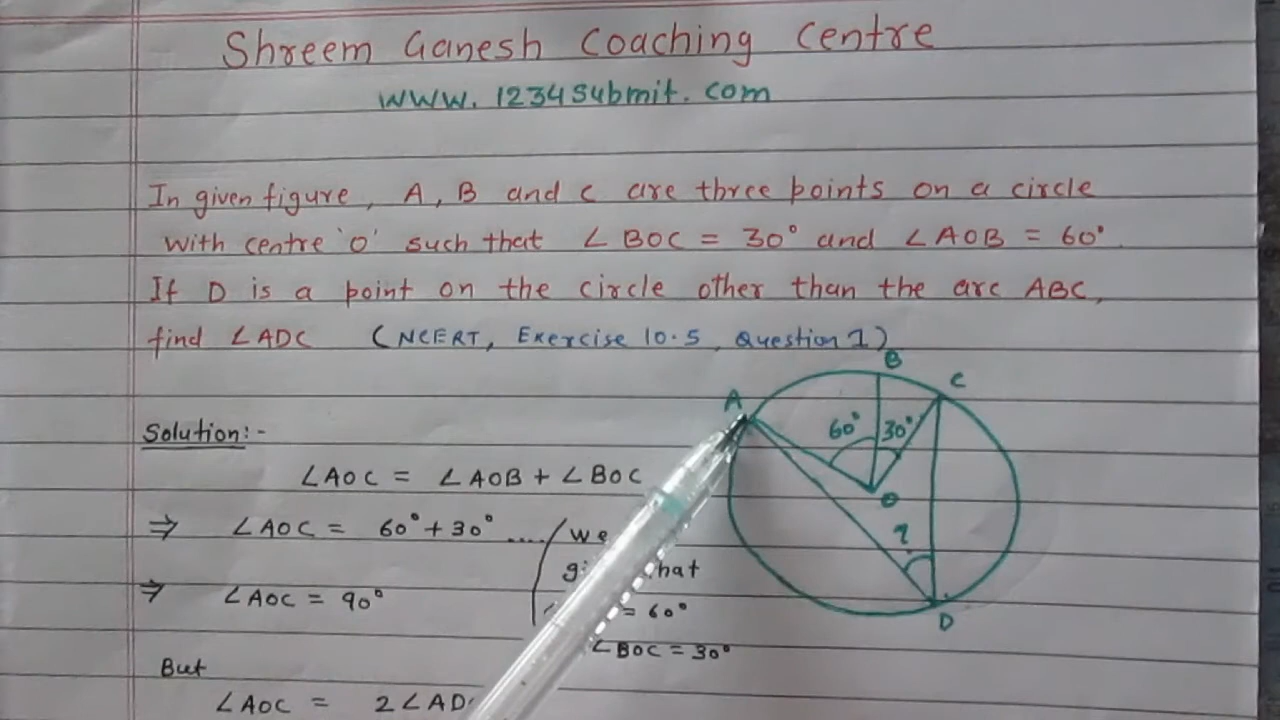 Shreem Ganesh Coaching Centre
www.1234submit.com
In given figure, A, B and C are three points on a circle
with centre 'O' such that ∠BOC = 30° and ∠AOB = 60°.
If D is a point on the circle other than the arc ABC,
find ∠ADC (NCERT, Exercise 10.5, Question 1)
B
C
A
60°
30°
O
?
D
Solution:-
∠AOC = ∠AOB + ∠BOC
⇒ ∠AOC = 60° + 30° .... (we
hat
⇒ ∠AOC = 90°
= 60°
∠BOC = 30°
But
∠AOC = 2∠AD